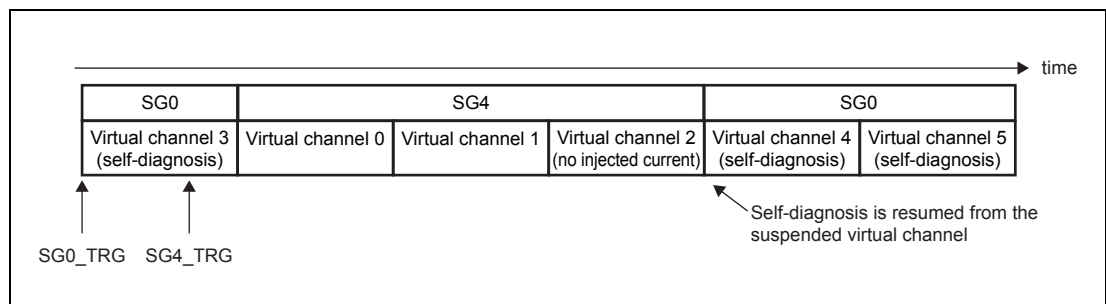 time
SG0
SG4
SG0
Virtual channel 3
(self-diagnosis)
Virtual channel 0
Virtual channel 1
Virtual channel 2
(no injected current)
Virtual channel 4
(self-diagnosis)
Virtual channel 5
(self-diagnosis)
SG0_TRG
SG4_TRG
Self-diagnosis is resumed from the
suspended virtual channel